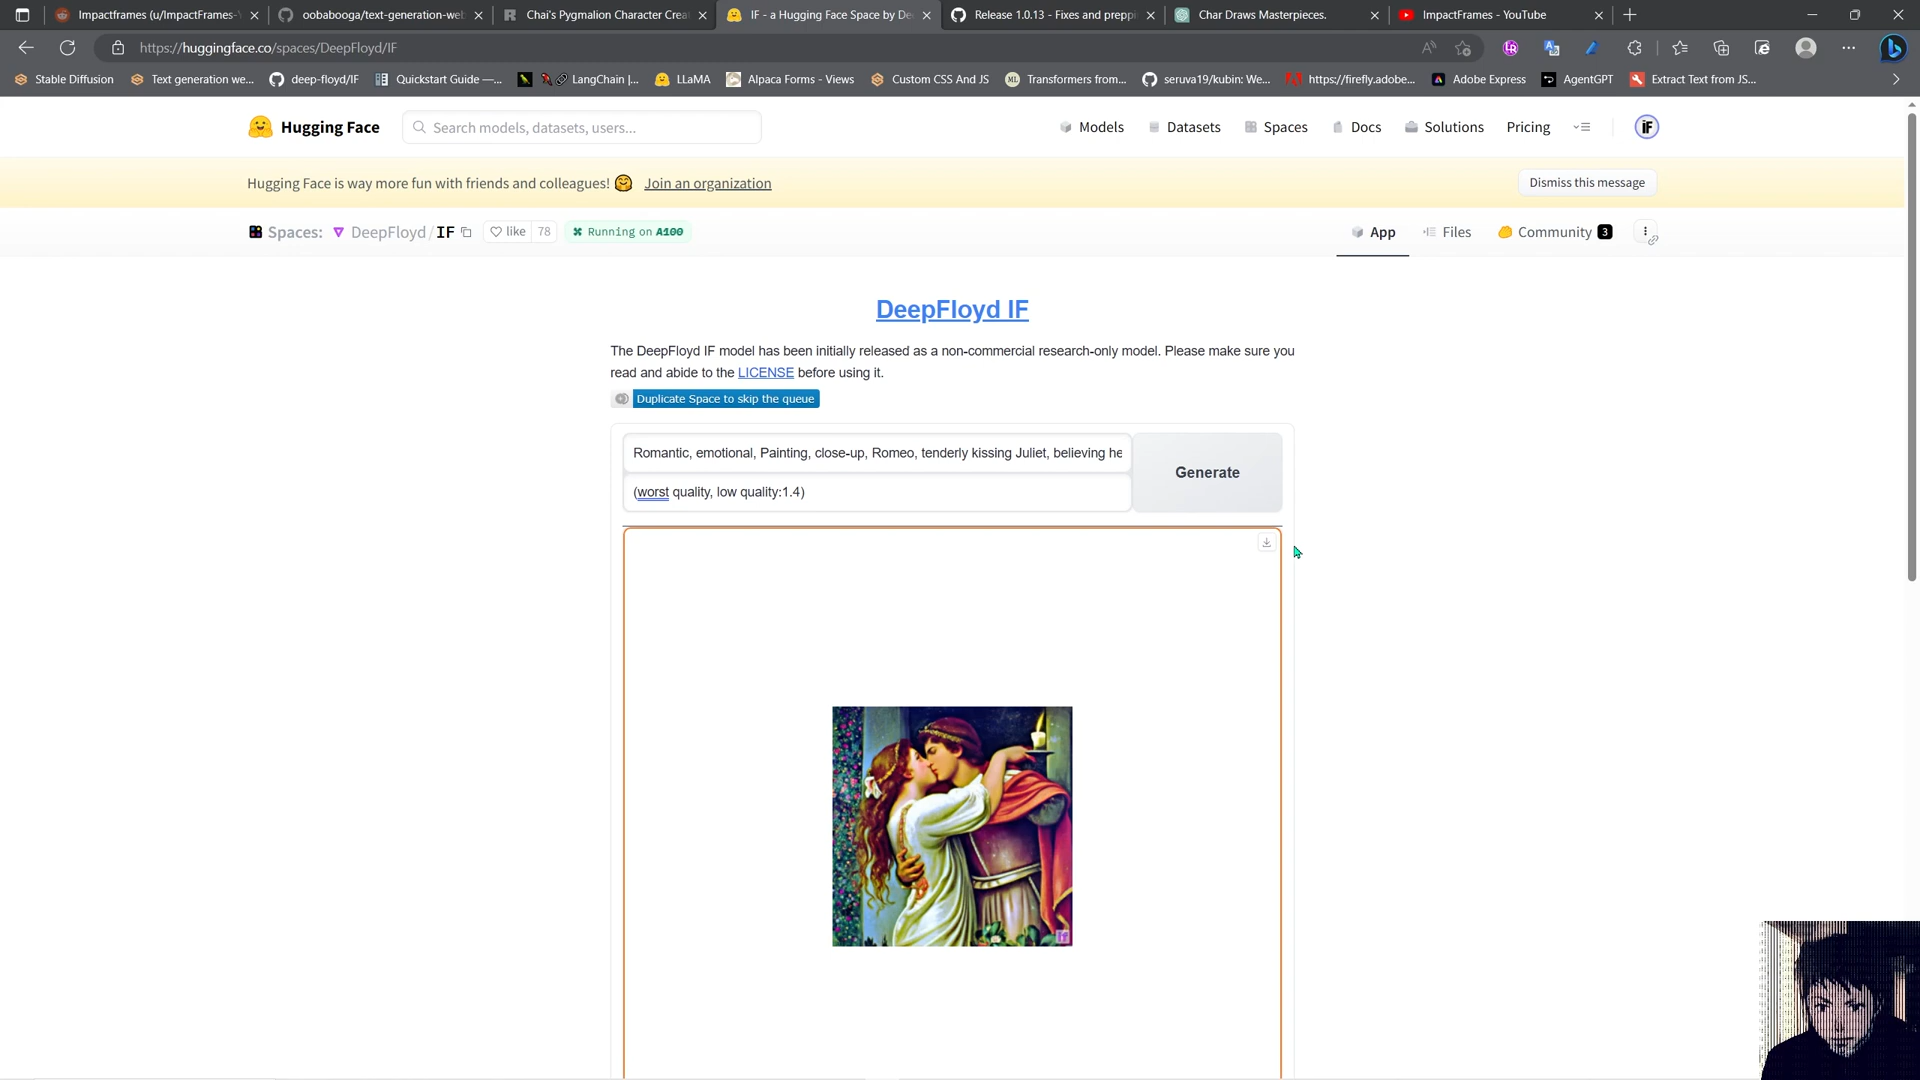 Impactframes (u/ImpactFrames-Y
oobabooga/text-generation-web
Chai's Pygmalion Character Crea
IF - a Hugging Face Space by De
Release 1.0.13 - Fixes and preppi
Char Draws Masterpieces.
ImpactFrames - YouTube
https://huggingface.co/spaces/DeepFloyd/IF
Stable Diffusion
Text generation we...
deep-floyd/IF
Quickstart Guide —...
LangChain |...
LLaMA
Alpaca Forms - Views
Custom CSS And JS
Transformers from...
seruva19/kubin: We...
https://firefly.adobe...
Adobe Express
AgentGPT
Extract Text from JS...
Hugging Face
Search models, datasets, users...
Models
Datasets
Spaces
Docs
Solutions
Pricing
iF
Hugging Face is way more fun with friends and colleagues! 🤗 Join an organization
Dismiss this message
Spaces: DeepFloyd/IF
like 78
Running on A100
App
Files
Community 3
DeepFloyd IF
The DeepFloyd IF model has been initially released as a non-commercial research-only model. Please make sure you
read and abide to the LICENSE before using it.
Duplicate Space to skip the queue
Romantic, emotional, Painting, close-up, Romeo, tenderly kissing Juliet, believing he
Generate
(worst quality, low quality:1.4)
if